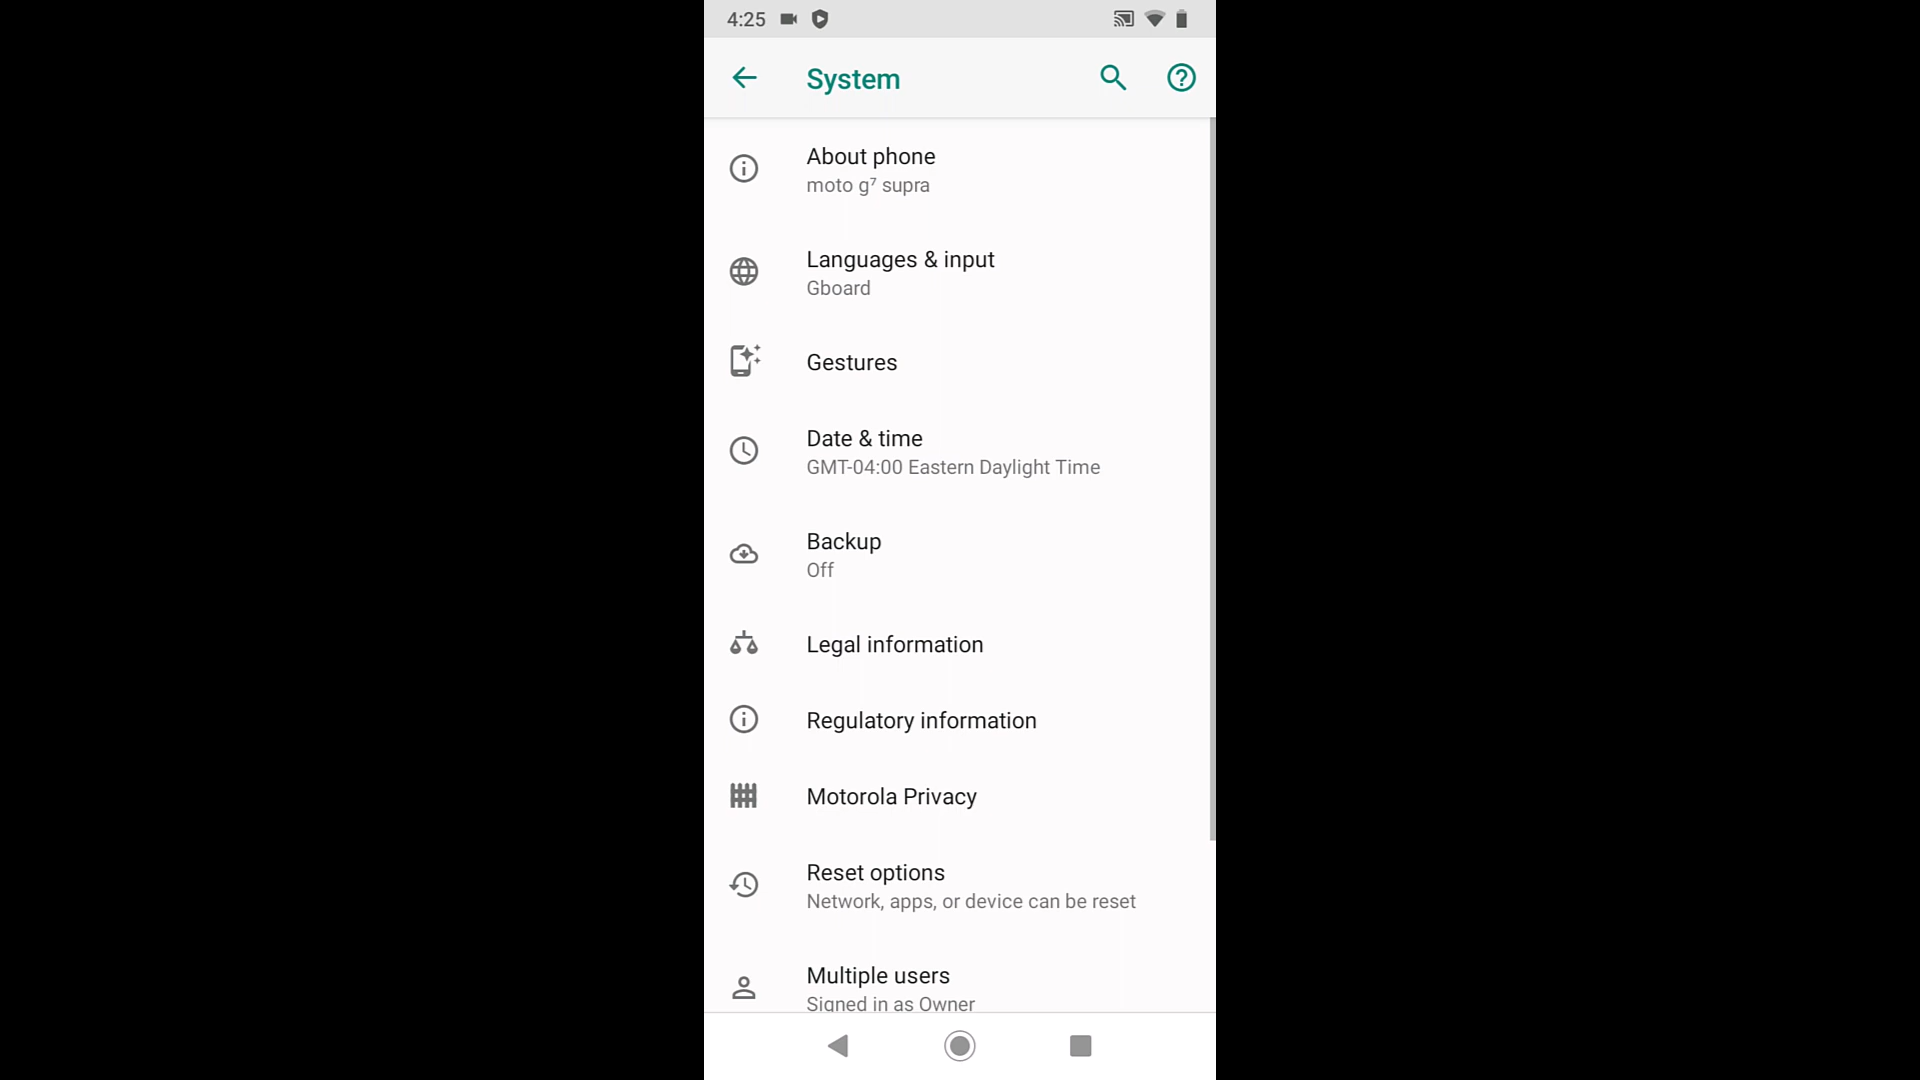 4:25
System
About phone
moto g⁷ supra
Languages & input
Gboard
Gestures
Date & time
GMT-04:00 Eastern Daylight Time
Backup
Off
Legal information
Regulatory information
Motorola Privacy
Reset options
Network, apps, or device can be reset
Multiple users
Signed in as Owner